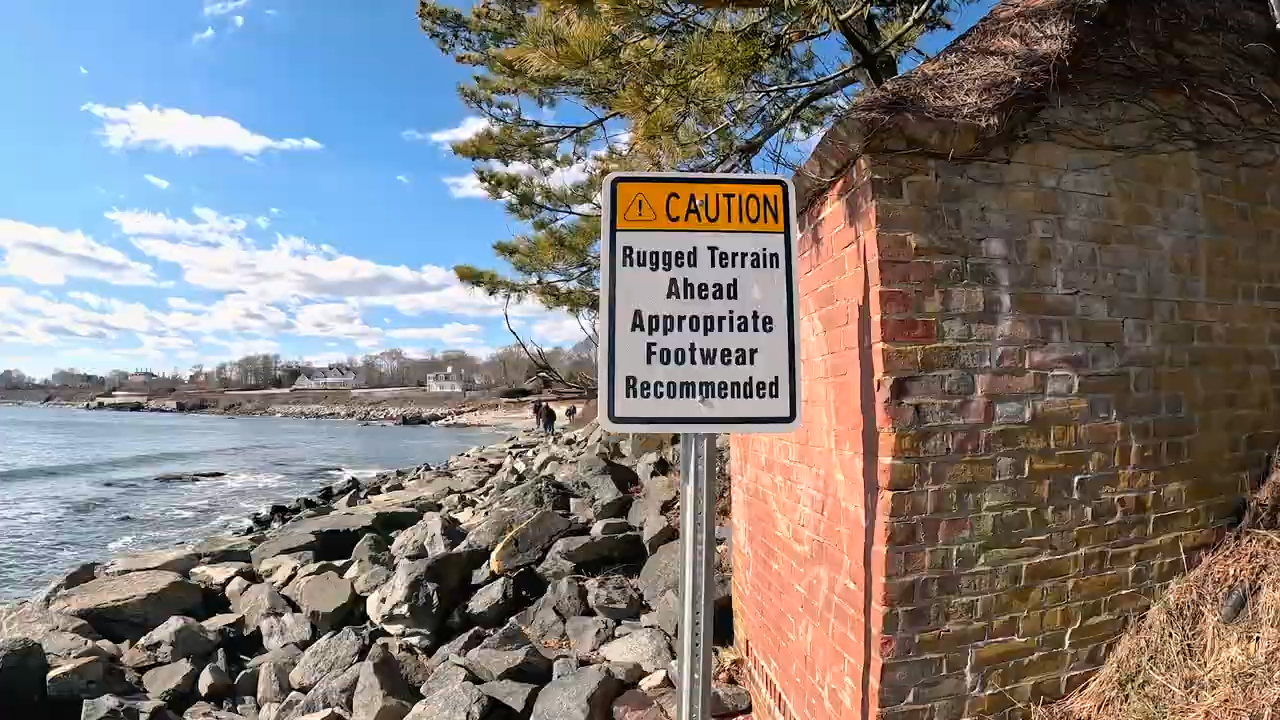 CAUTION
Rugged Terrain
Ahead
Appropriate
Footwear
Recommended